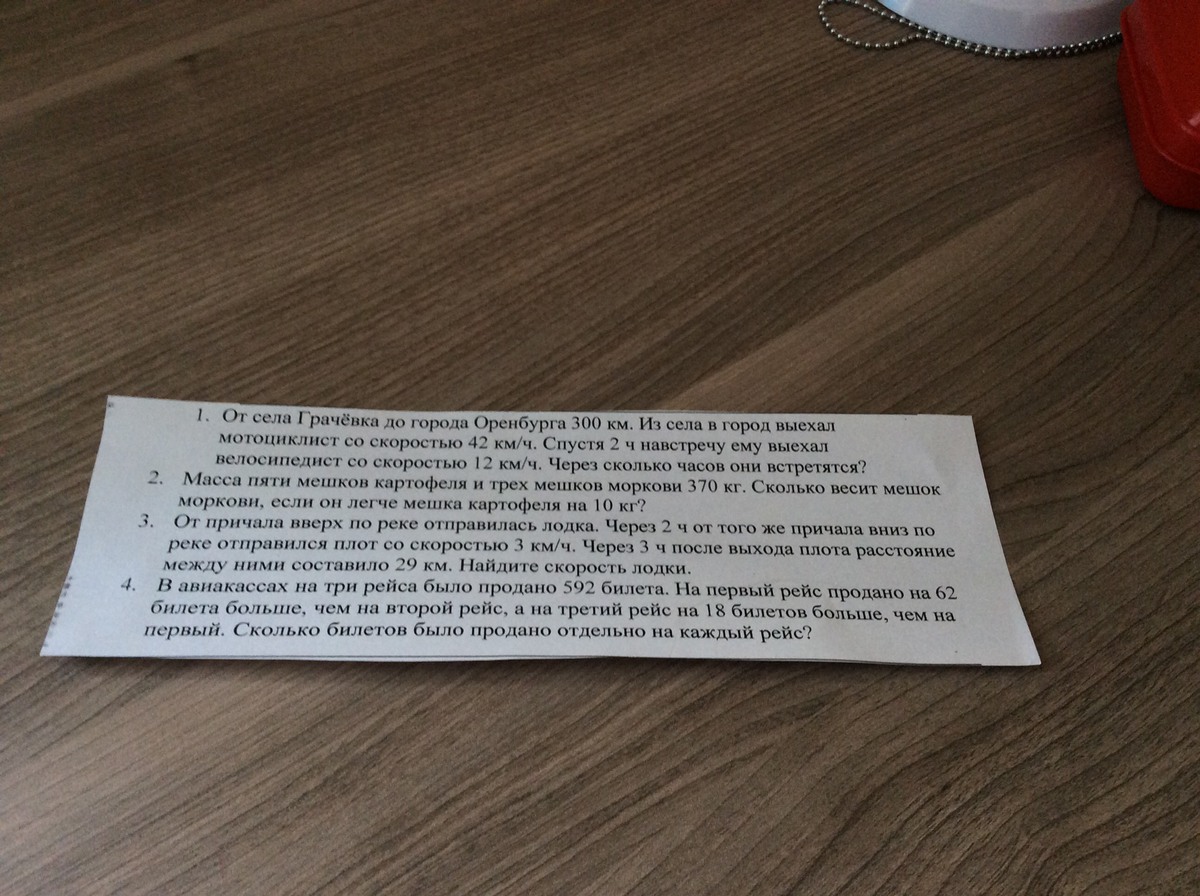 1. От села Грачёвка до города Оренбурга 300 км. Из села в город выехал
мотоциклист со скоростью 42 км/ч. Спустя 2 ч навстречу ему выехал
велосипедист со скоростью 12 км/ч. Через сколько часов они встретятся?
2. Масса пяти мешков картофеля и трех мешков моркови 370 кг. Сколько весит мешок
моркови, если он легче мешка картофеля на 10 кг?
3. От причала вверх по реке отправилась лодка. Через 2 ч от того же причала вниз по
реке отправился плот со скоростью 3 км/ч. Через 3 ч после выхода плота расстояние
между ними составило 29 км. Найдите скорость лодки.
4. В авиакассах на три рейса было продано 592 билета. На первый рейс продано на 62
билета больше, чем на второй рейс, а на третий рейс на 18 билетов больше, чем на
первый. Сколько билетов было продано отдельно на каждый рейс?